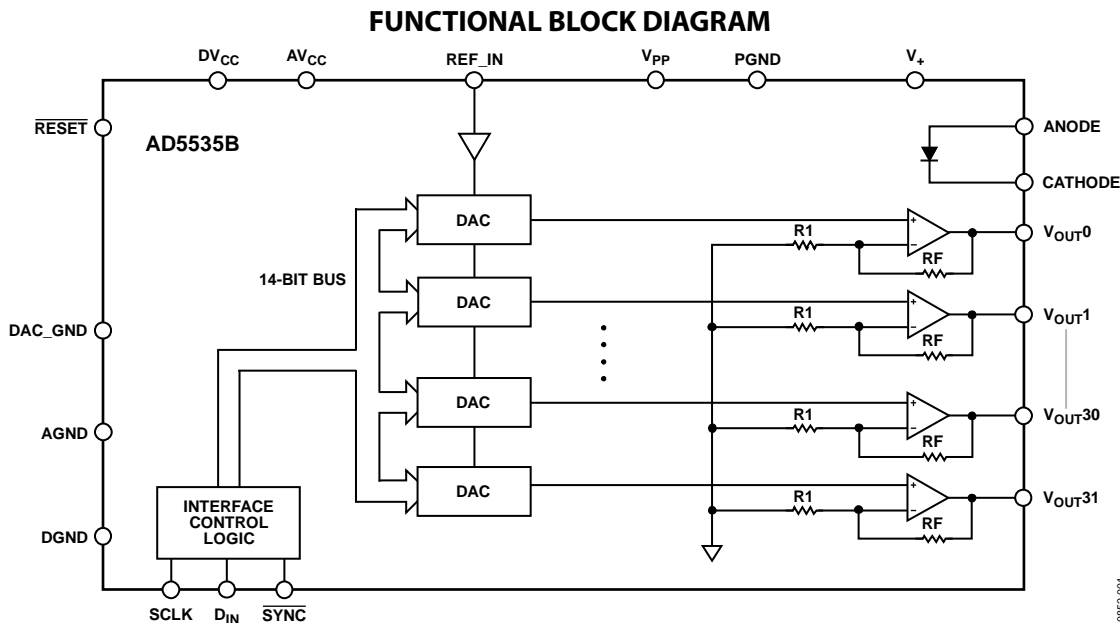 FUNCTIONAL BLOCK DIAGRAM
DVCC AVCC REF_IN VPP PGND V+
RESET
AD5535B
ANODE
CATHODE
DAC
R1
+
–
RF
VOUT0
14-BIT BUS
DAC
R1
+
–
RF
VOUT1
DAC_GND
DAC
R1
+
–
RF
VOUT30
AGND
DAC
R1
+
–
RF
VOUT31
INTERFACE
CONTROL
LOGIC
DGND
SCLK DIN SYNC